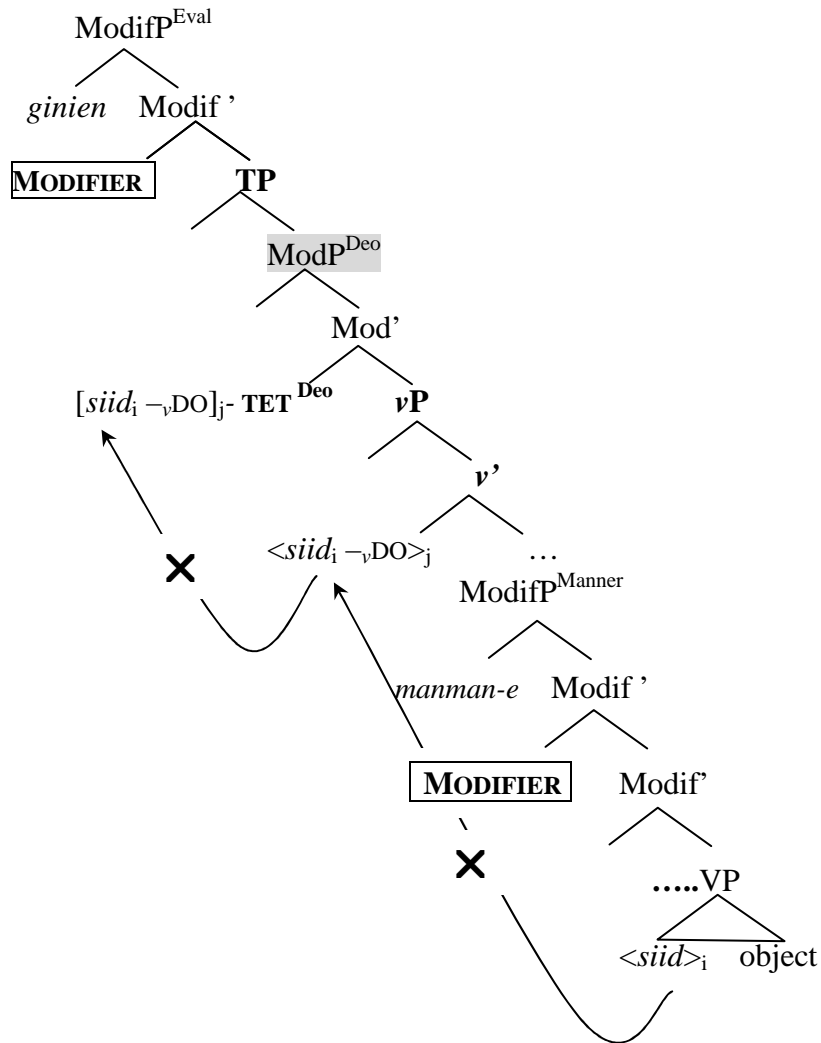 ModifP^Eval
ginien Modif ’
MODIFIER TP
ModP^Deo
Mod’
[siid_i –_vDO]_j- TET ^Deo vP
v’
<siid_i –_vDO>_j …
ModifP^Manner
manman-e Modif ’
MODIFIER Modif’
…..VP
<siid>_i object